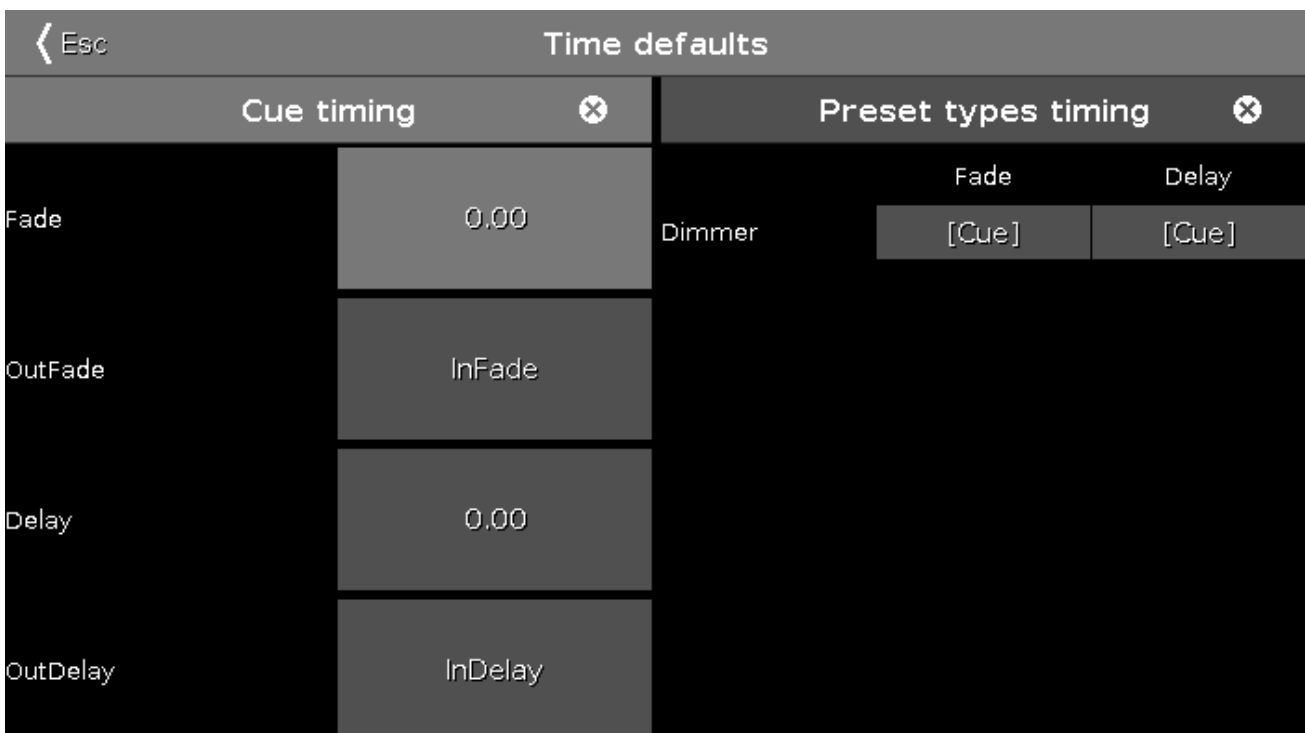 Esc
Time defaults
Cue timing
Preset types timing
Fade
0.00
OutFade
InFade
Delay
0.00
OutDelay
InDelay
Fade Delay
Dimmer [Cue] [Cue]